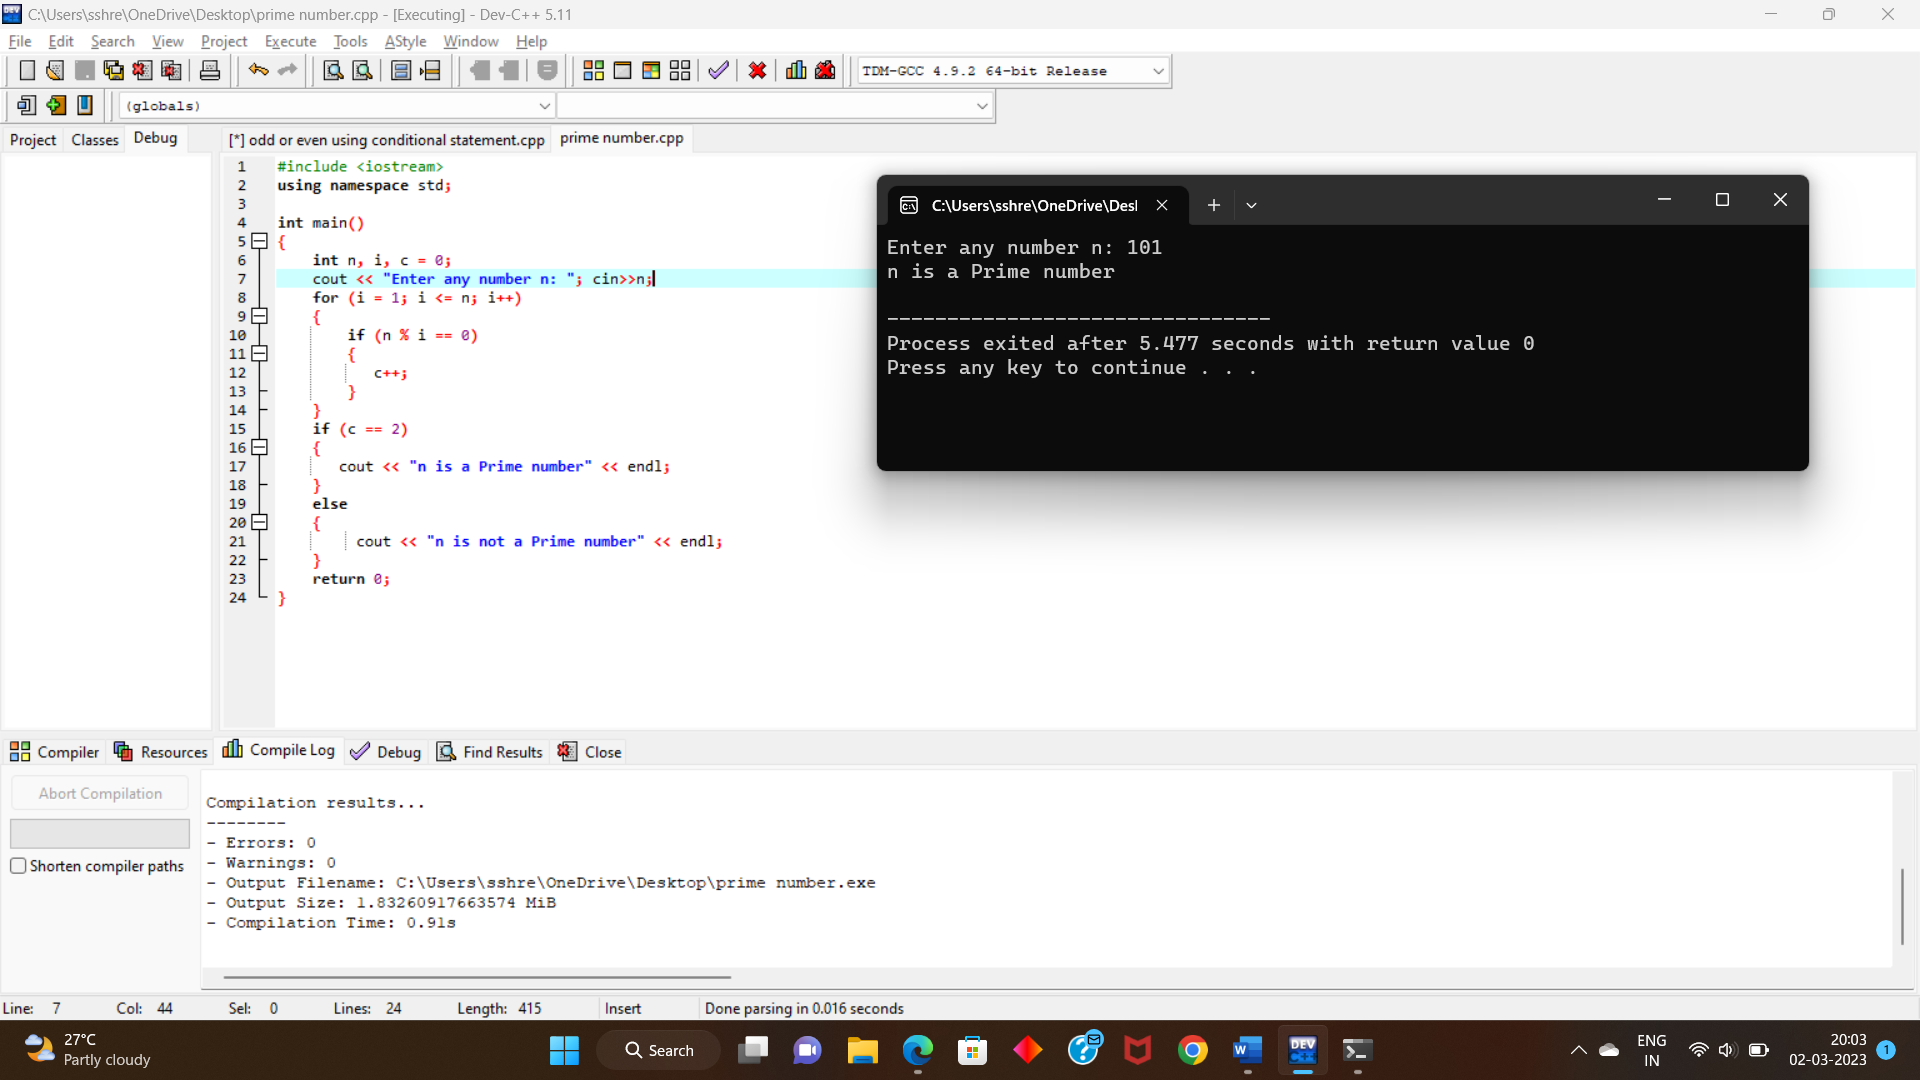 C:\Users\sshre\OneDrive\Desktop\prime number.cpp - [Executing] - Dev-C++ 5.11
File Edit Search View Project Execute Tools AStyle Window Help
TDM-GCC 4.9.2 64-bit Release
(globals)
Project Classes Debug
[*] odd or even using conditional statement.cpp prime number.cpp
1 #include <iostream>
2 using namespace std;
3
4 int main()
5 {
6 int n, i, c = 0;
7 cout << "Enter any number n: "; cin>>n;
8 for (i = 1; i <= n; i++)
9 {
10 if (n % i == 0)
11 {
12 c++;
13 }
14 }
15 if (c == 2)
16 {
17 cout << "n is a Prime number" << endl;
18 }
19 else
20 {
21 cout << "n is not a Prime number" << endl;
22 }
23 return 0;
24 }
C:\Users\sshre\OneDrive\Desl
Enter any number n: 101
n is a Prime number
--------------------------------
Process exited after 5.477 seconds with return value 0
Press any key to continue . . .
Compiler Resources Compile Log Debug Find Results Close
Abort Compilation
Shorten compiler paths
Compilation results...
--------
- Errors: 0
- Warnings: 0
- Output Filename: C:\Users\sshre\OneDrive\Desktop\prime number.exe
- Output Size: 1.83260917663574 MiB
- Compilation Time: 0.91s
Line: 7 Col: 44 Sel: 0 Lines: 24 Length: 415 Insert Done parsing in 0.016 seconds
27°C
Partly cloudy
Search
DEV
C++
ENG
IN
20:03
02-03-2023
1